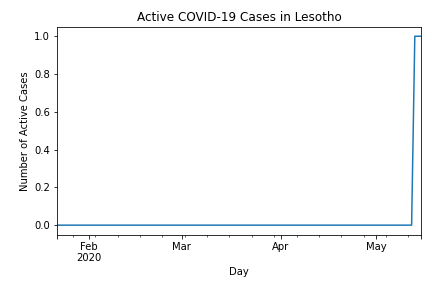 Active COVID-19 Cases in Lesotho
Number of Active Cases
1.0
0.8
0.6
0.4
0.2
0.0
Feb
2020
Mar
Apr
May
Day